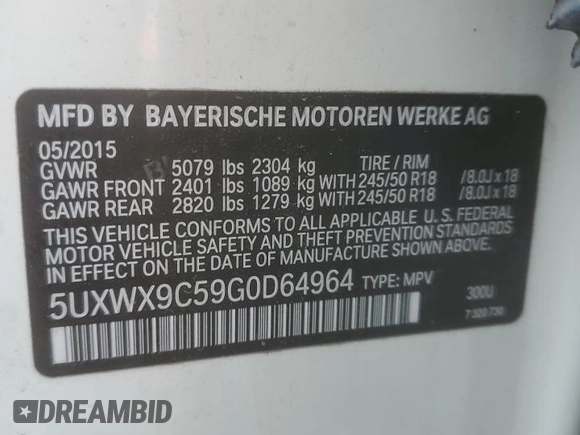 MFD BY BAYERISCHE MOTOREN WERKE AG
05/2015
GVWR 5079 lbs 2304 kg TIRE / RIM
GAWR FRONT 2401 lbs 1089 kg WITH 245/50 R18 /8.0J x 18
GAWR REAR 2820 lbs 1279 kg WITH 245/50 R18 /8.0J x 18
THIS VEHICLE CONFORMS TO ALL APPLICABLE U. S. FEDERAL
MOTOR VEHICLE SAFETY AND THEFT PREVENTION STANDARDS
IN EFFECT ON THE DATE OF MANUFACTURE SHOWN ABOVE.
5UXWX9C59G0D64964 TYPE: MPV 300U
7 320 730
DREAMBID